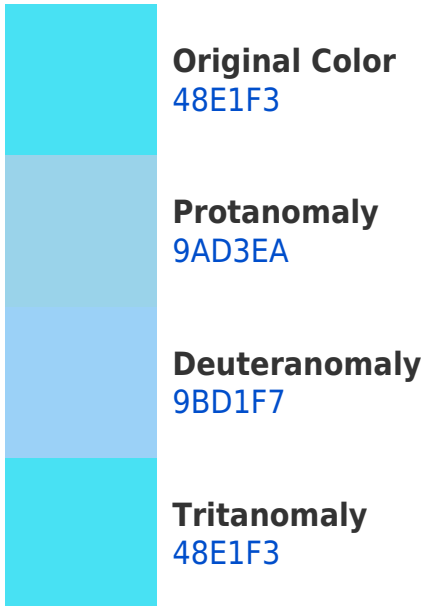 Original Color
48E1F3
Protanomaly
9AD3EA
Deuteranomaly
9BD1F7
Tritanomaly
48E1F3